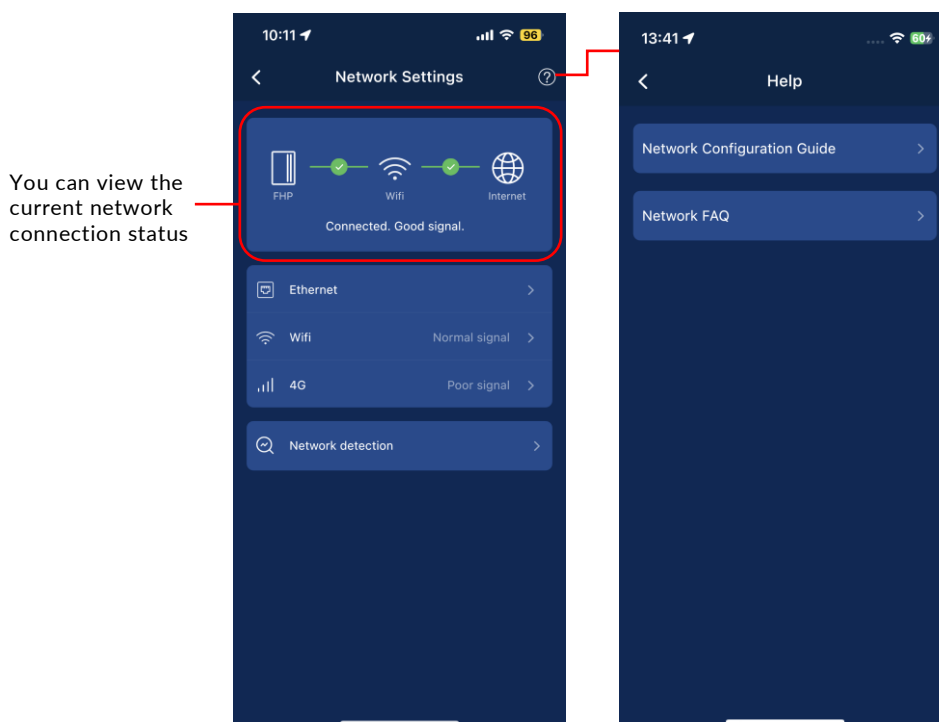 You can view the
current network
connection status
10:11
96
Network Settings
?
FHP
Wifi
Internet
Connected. Good signal.
Ethernet
Wifi
Normal signal
4G
Poor signal
Network detection
13:41
60
Help
Network Configuration Guide
Network FAQ